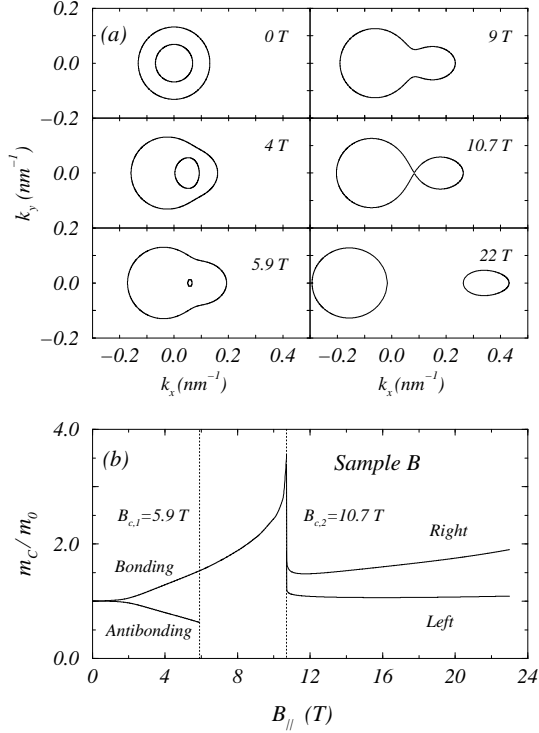 (a)
0 T
9 T
4 T
10.7 T
5.9 T
22 T
0.2
0.0
−0.2
0.2
0.0
−0.2
0.2
0.0
−0.2
k_y (nm⁻¹)
−0.2 0.0 0.2 0.4
−0.2 0.0 0.2 0.4
k_x (nm⁻¹)
k_x (nm⁻¹)
(b)
Sample B
B_{c,1}=5.9 T
B_{c,2}=10.7 T
Right
Bonding
Antibonding
Left
4.0
2.0
0.0
m_C/m_0
0 4 8 12 16 20 24
B_{//} (T)